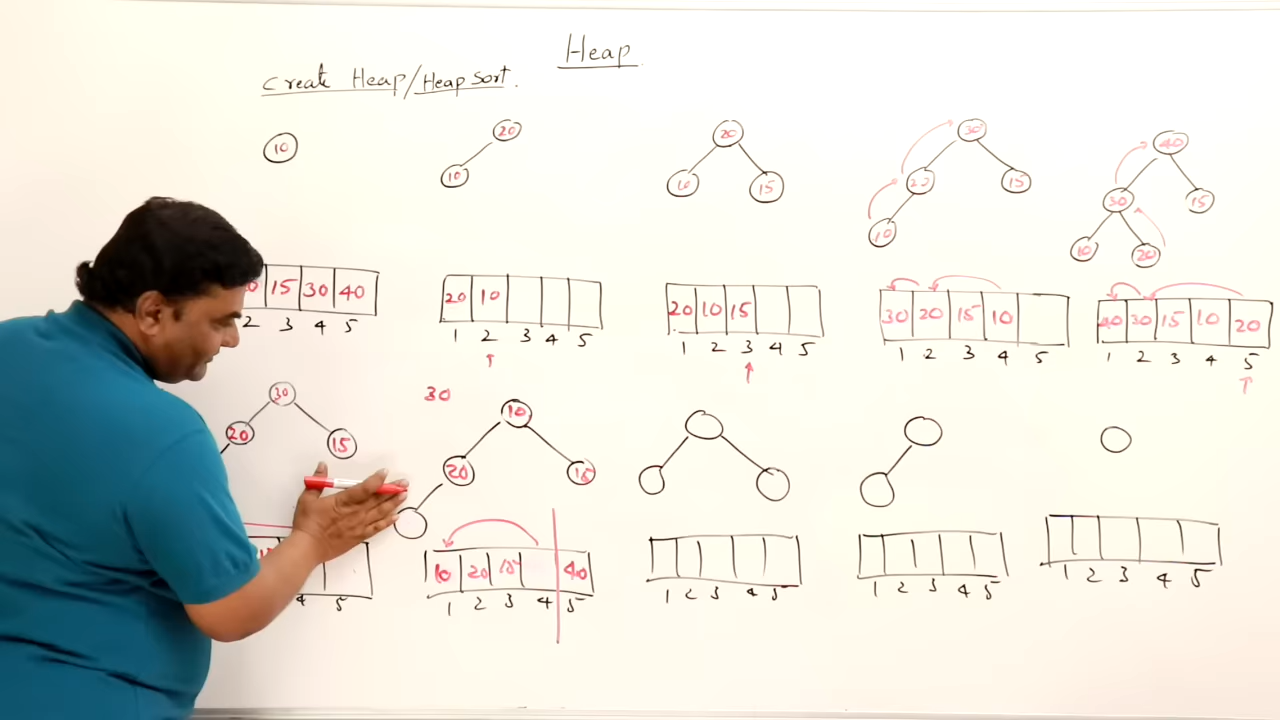 Heap
Create Heap/Heap Sort.
10
20
10
20
10 15
30
20 15
10
40
30 15
10 20
15 30 40
2 3 4 5
20 10
1 2 3 4 5
20 10 15
1 2 3 4 5
30 20 15 10
1 2 3 4 5
40 30 15 10 20
1 2 3 4 5
30
20 15
4 5
30
10
20 15
10 20 15 40
1 2 3 4 5
1 2 3 4 5
1 2 3 4 5
1 2 3 4 5